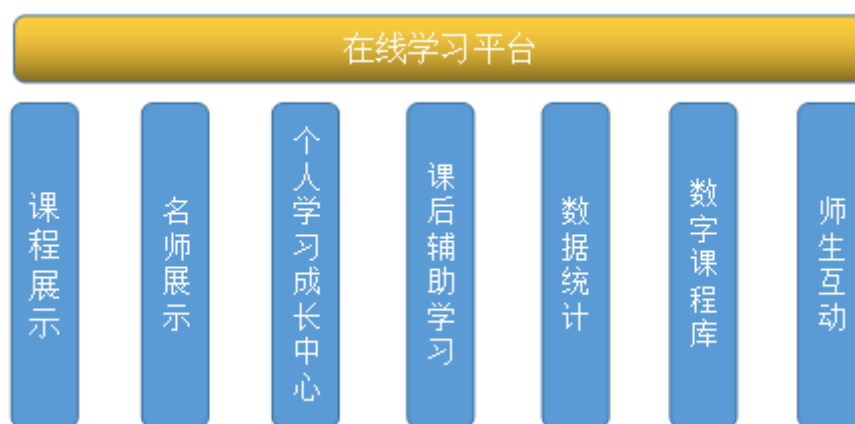 在线学习平台
课程展示
名师展示
个人学习成长中心
课后辅助学习
数据统计
数字课程库
师生互动